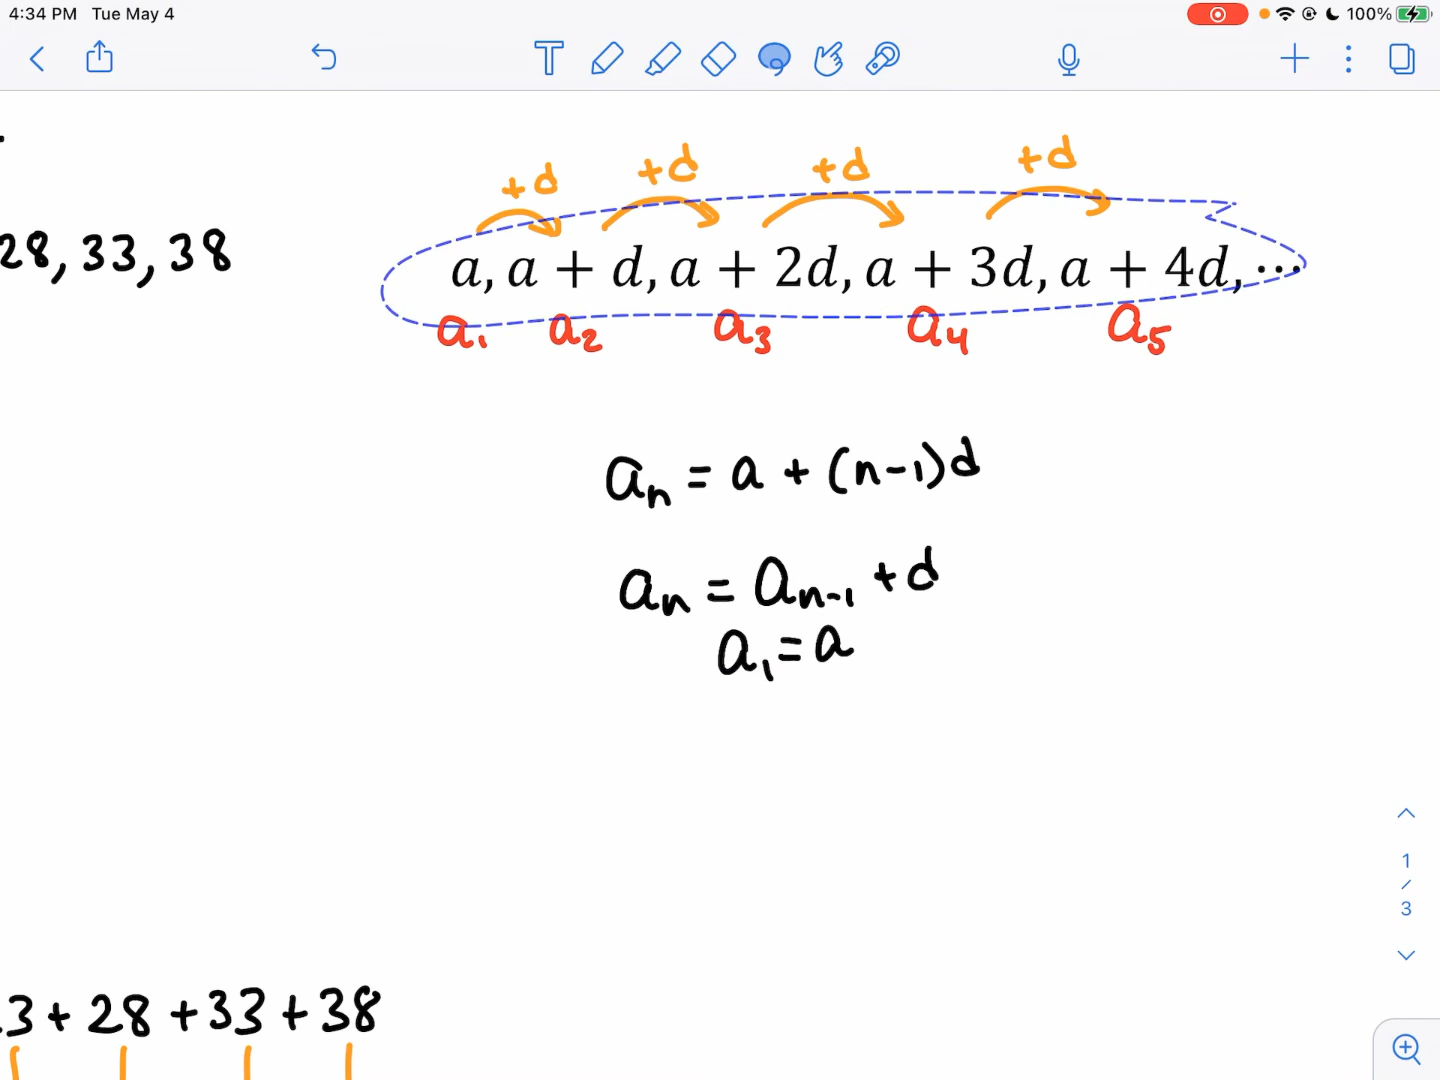 4:34 PM Tue May 4
100%
T
+d +d +d +d
28, 33, 38
a, a + d, a + 2d, a + 3d, a + 4d, ⋯
a₁ a₂ a₃ a₄ a₅
aₙ = a + (n-1)d
aₙ = aₙ₋₁ + d
a₁ = a
1
/
3
3 + 28 + 33 + 38